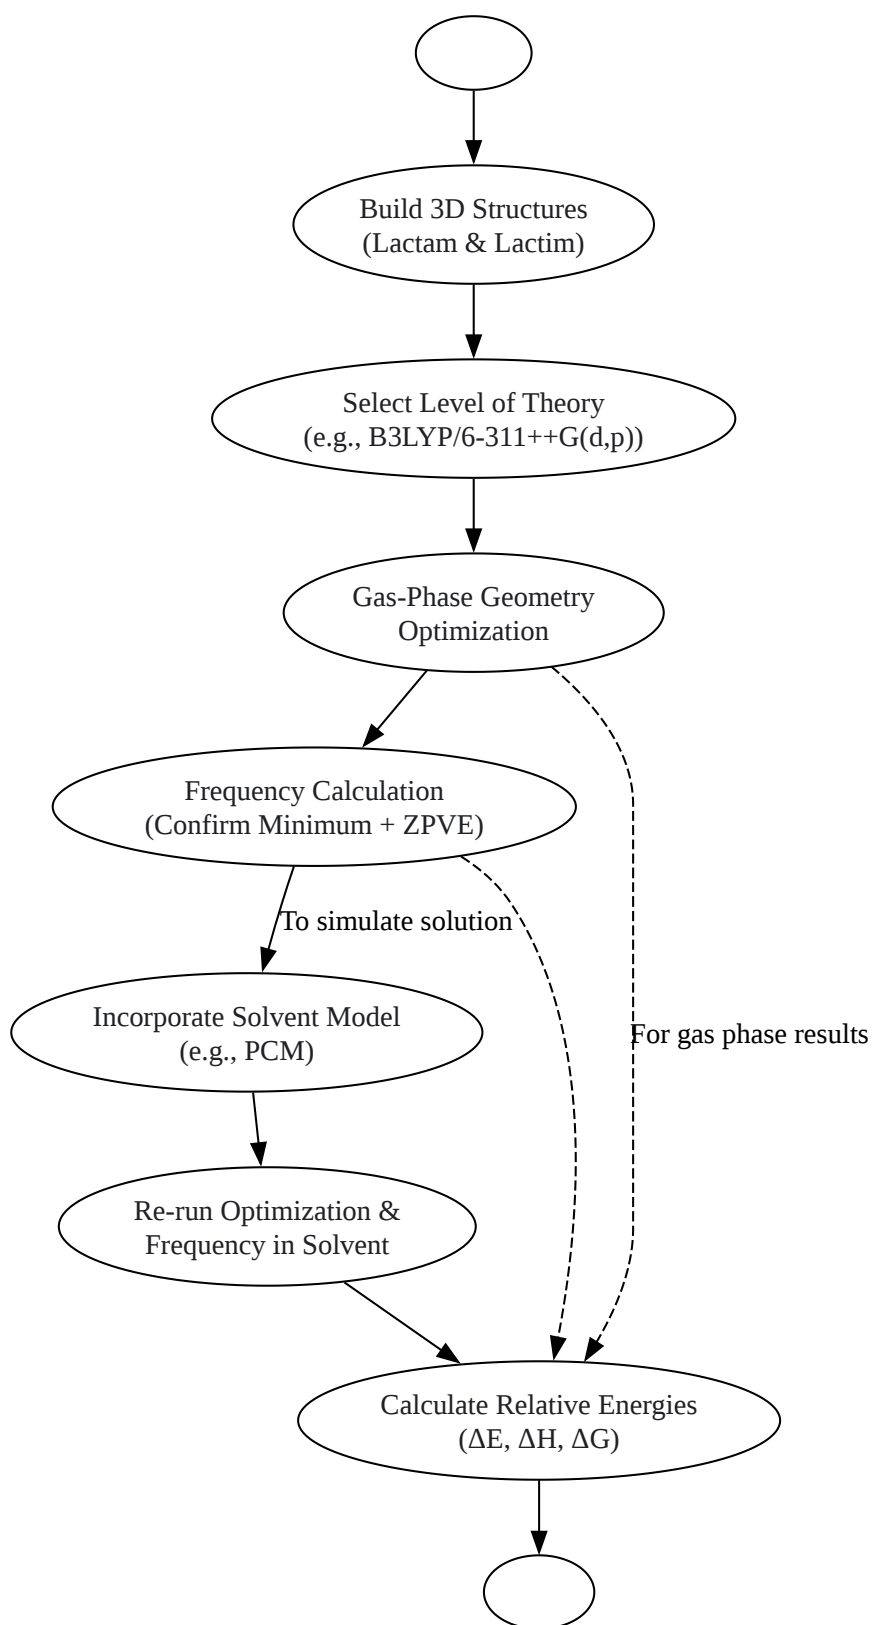 Build 3D Structures
(Lactam & Lactim)
Select Level of Theory
(e.g., B3LYP/6-311++G(d,p))
Gas-Phase Geometry
Optimization
Frequency Calculation
(Confirm Minimum + ZPVE)
To simulate solution
Incorporate Solvent Model
(e.g., PCM)
For gas phase results
Re-run Optimization &
Frequency in Solvent
Calculate Relative Energies
(ΔE, ΔH, ΔG)